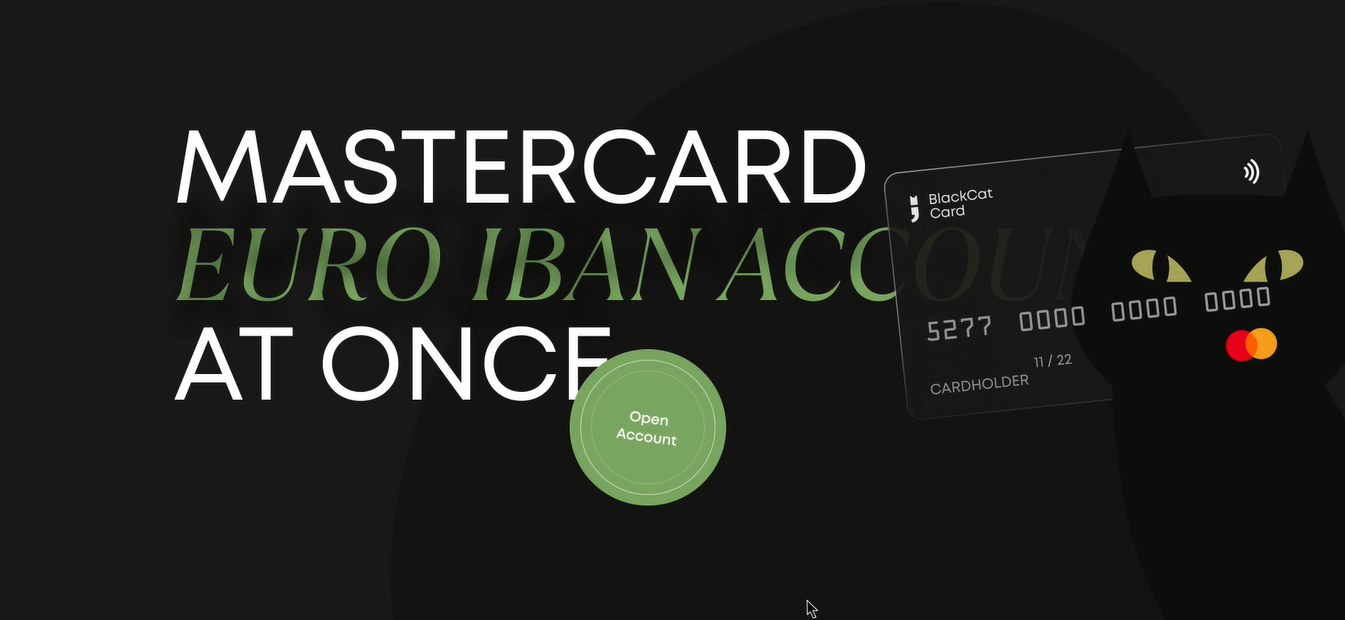 MASTERCARD
EURO IBAN ACCOUN
AT ONCE
Open
Account
BlackCat
Card
5277 0000 0000 0000
11 / 22
CARDHOLDER